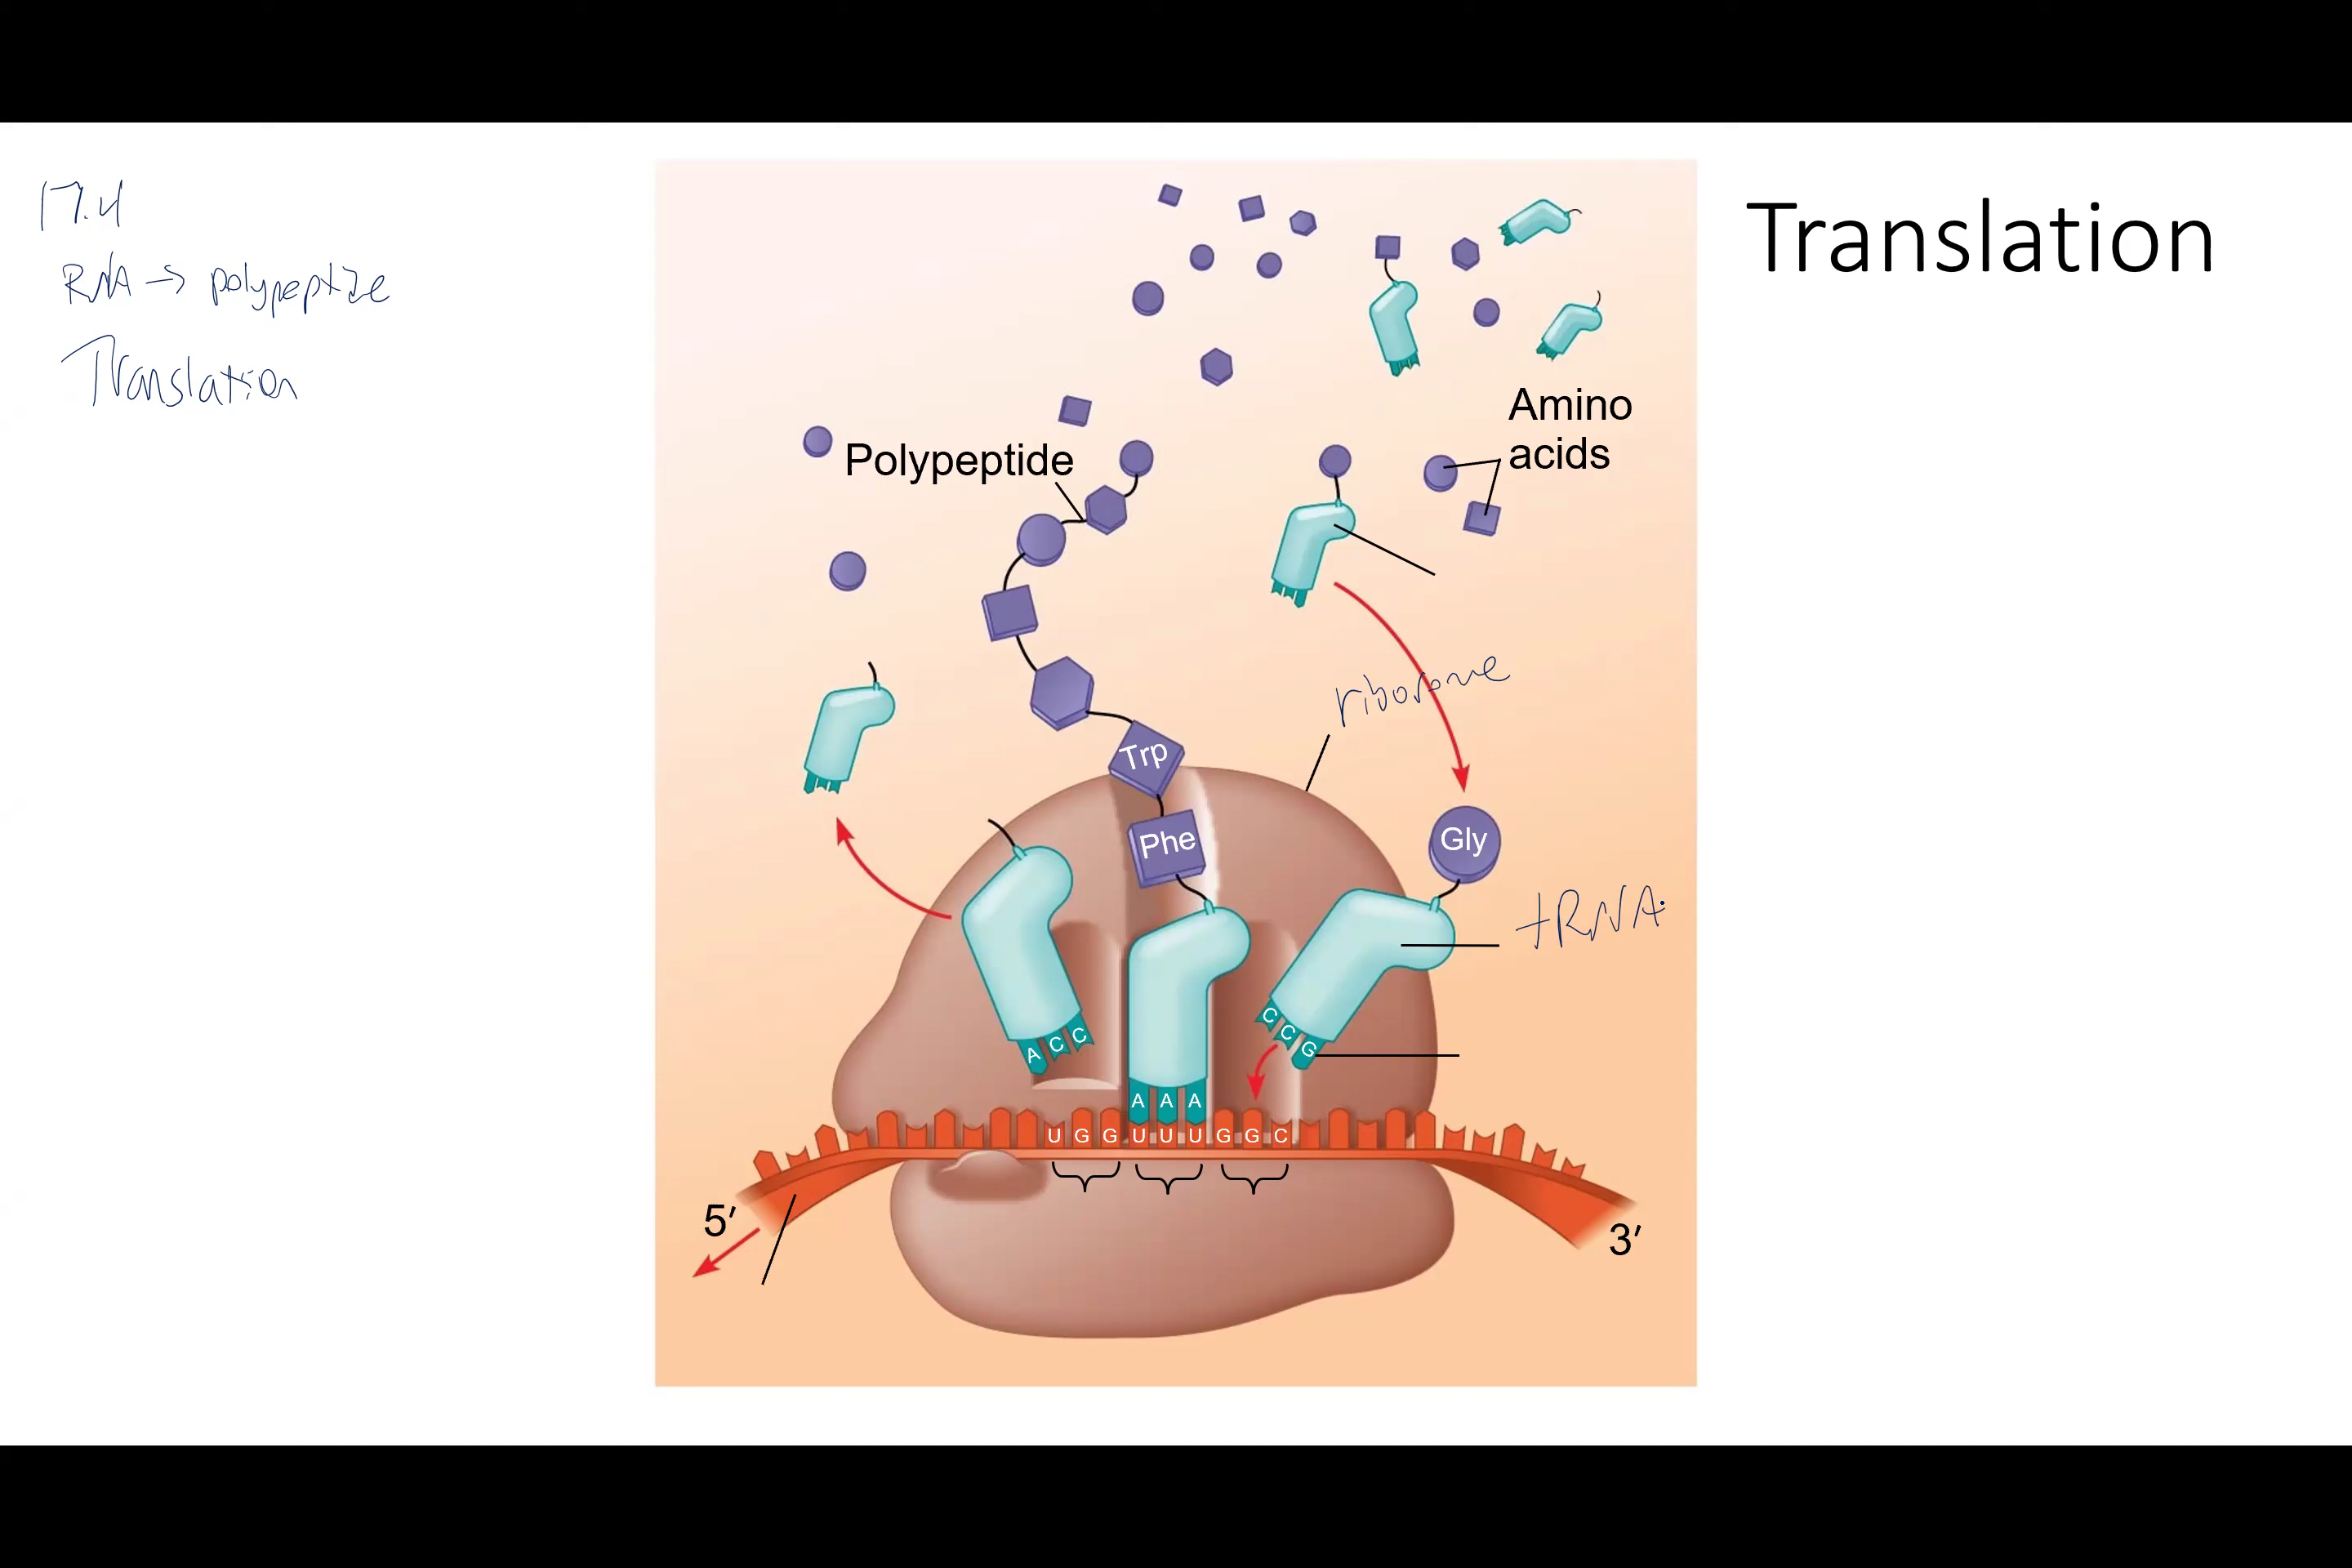 17.4
RNA → polypeptide
Translation
Translation
Amino
acids
Polypeptide
ribosome
Trp
Phe
Gly
tRNA
A C C
C C G
A A A
U G G U U U G G C
5′
3′